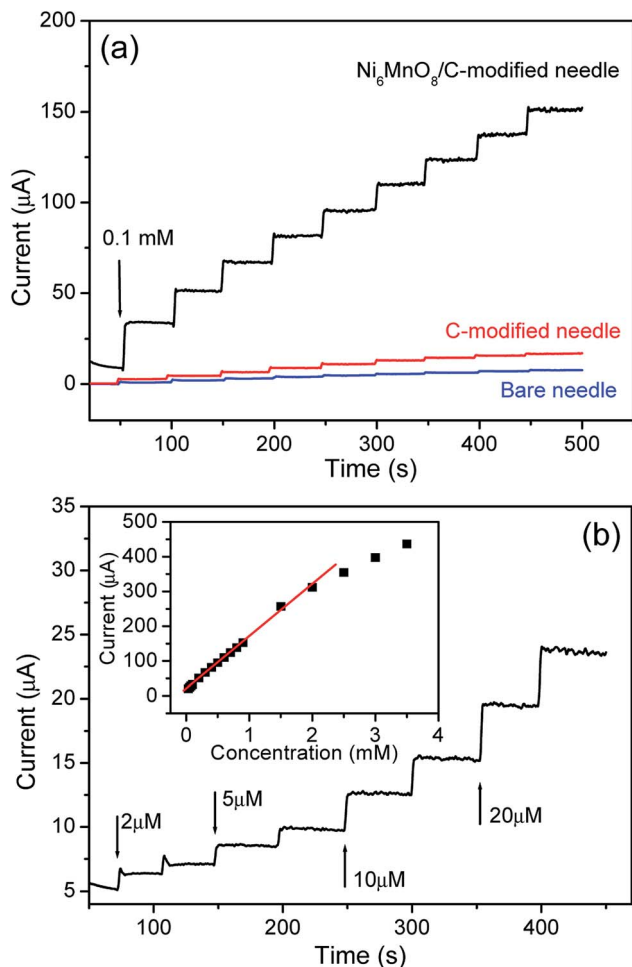 (a)
Ni₆MnO₈/C-modified needle
0.1 mM
C-modified needle
Bare needle
Current (μA)
200
150
100
50
0
100 200 300 400 500
Time (s)
(b)
Current (μA)
35
30
25
20
15
10
5
Current (μA)
500
400
300
200
100
0
0 1 2 3 4
Concentration (mM)
2μM
5μM
10μM
20μM
100 200 300 400
Time (s)